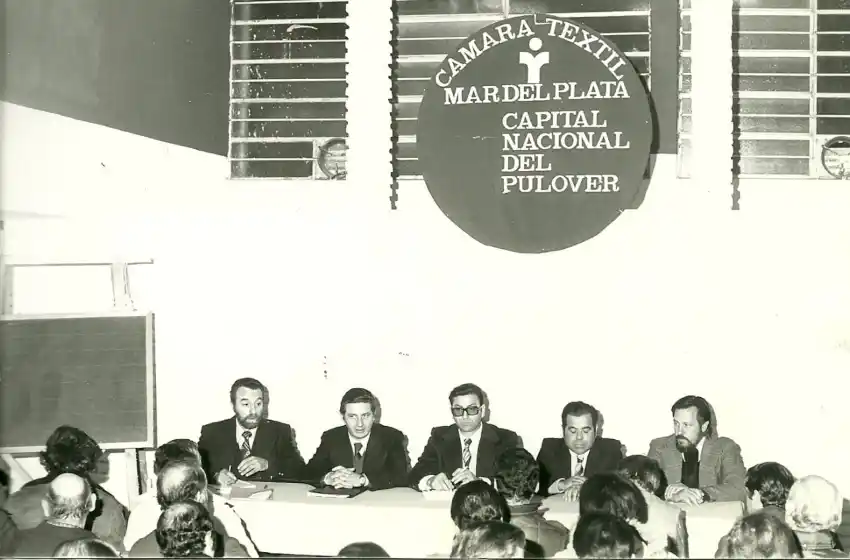 CAMARA TEXTIL
MAR DEL PLATA
CAPITAL
NACIONAL
DEL
PULOVER